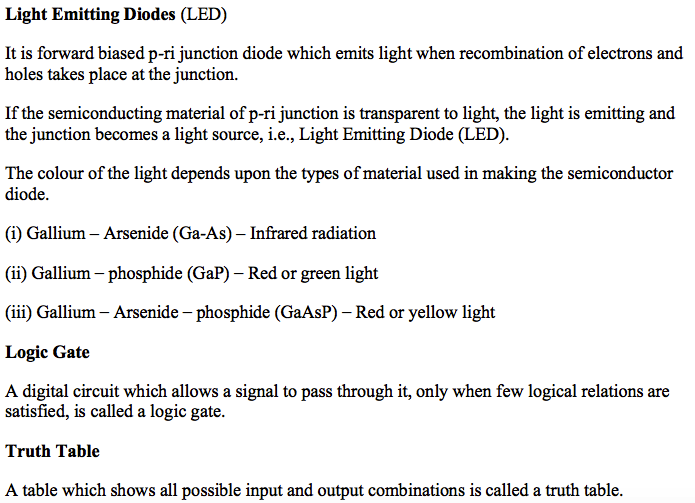 Light Emitting Diodes (LED)
It is forward biased p-ri junction diode which emits light when recombination of electrons and
holes takes place at the junction.
If the semiconducting material of p-ri junction is transparent to light, the light is emitting and
the junction becomes a light source, i.e., Light Emitting Diode (LED).
The colour of the light depends upon the types of material used in making the semiconductor
diode.
(i) Gallium – Arsenide (Ga-As) – Infrared radiation
(ii) Gallium – phosphide (GaP) – Red or green light
(iii) Gallium – Arsenide – phosphide (GaAsP) – Red or yellow light
Logic Gate
A digital circuit which allows a signal to pass through it, only when few logical relations are
satisfied, is called a logic gate.
Truth Table
A table which shows all possible input and output combinations is called a truth table.